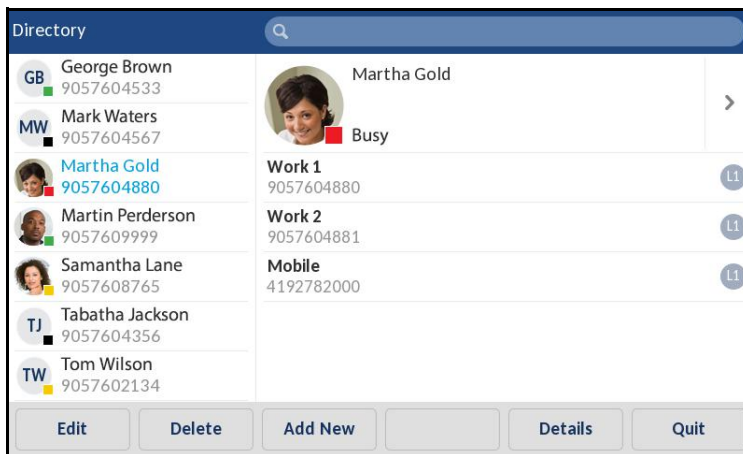 Directory
GB
George Brown
9057604533
MW
Mark Waters
9057604567
Martha Gold
9057604880
Martin Perderson
9057609999
Samantha Lane
9057608765
TJ
Tabatha Jackson
9057604356
TW
Tom Wilson
9057602134
Martha Gold
Busy
Work 1
9057604880
L1
Work 2
9057604881
L1
Mobile
4192782000
L1
Edit
Delete
Add New
Details
Quit